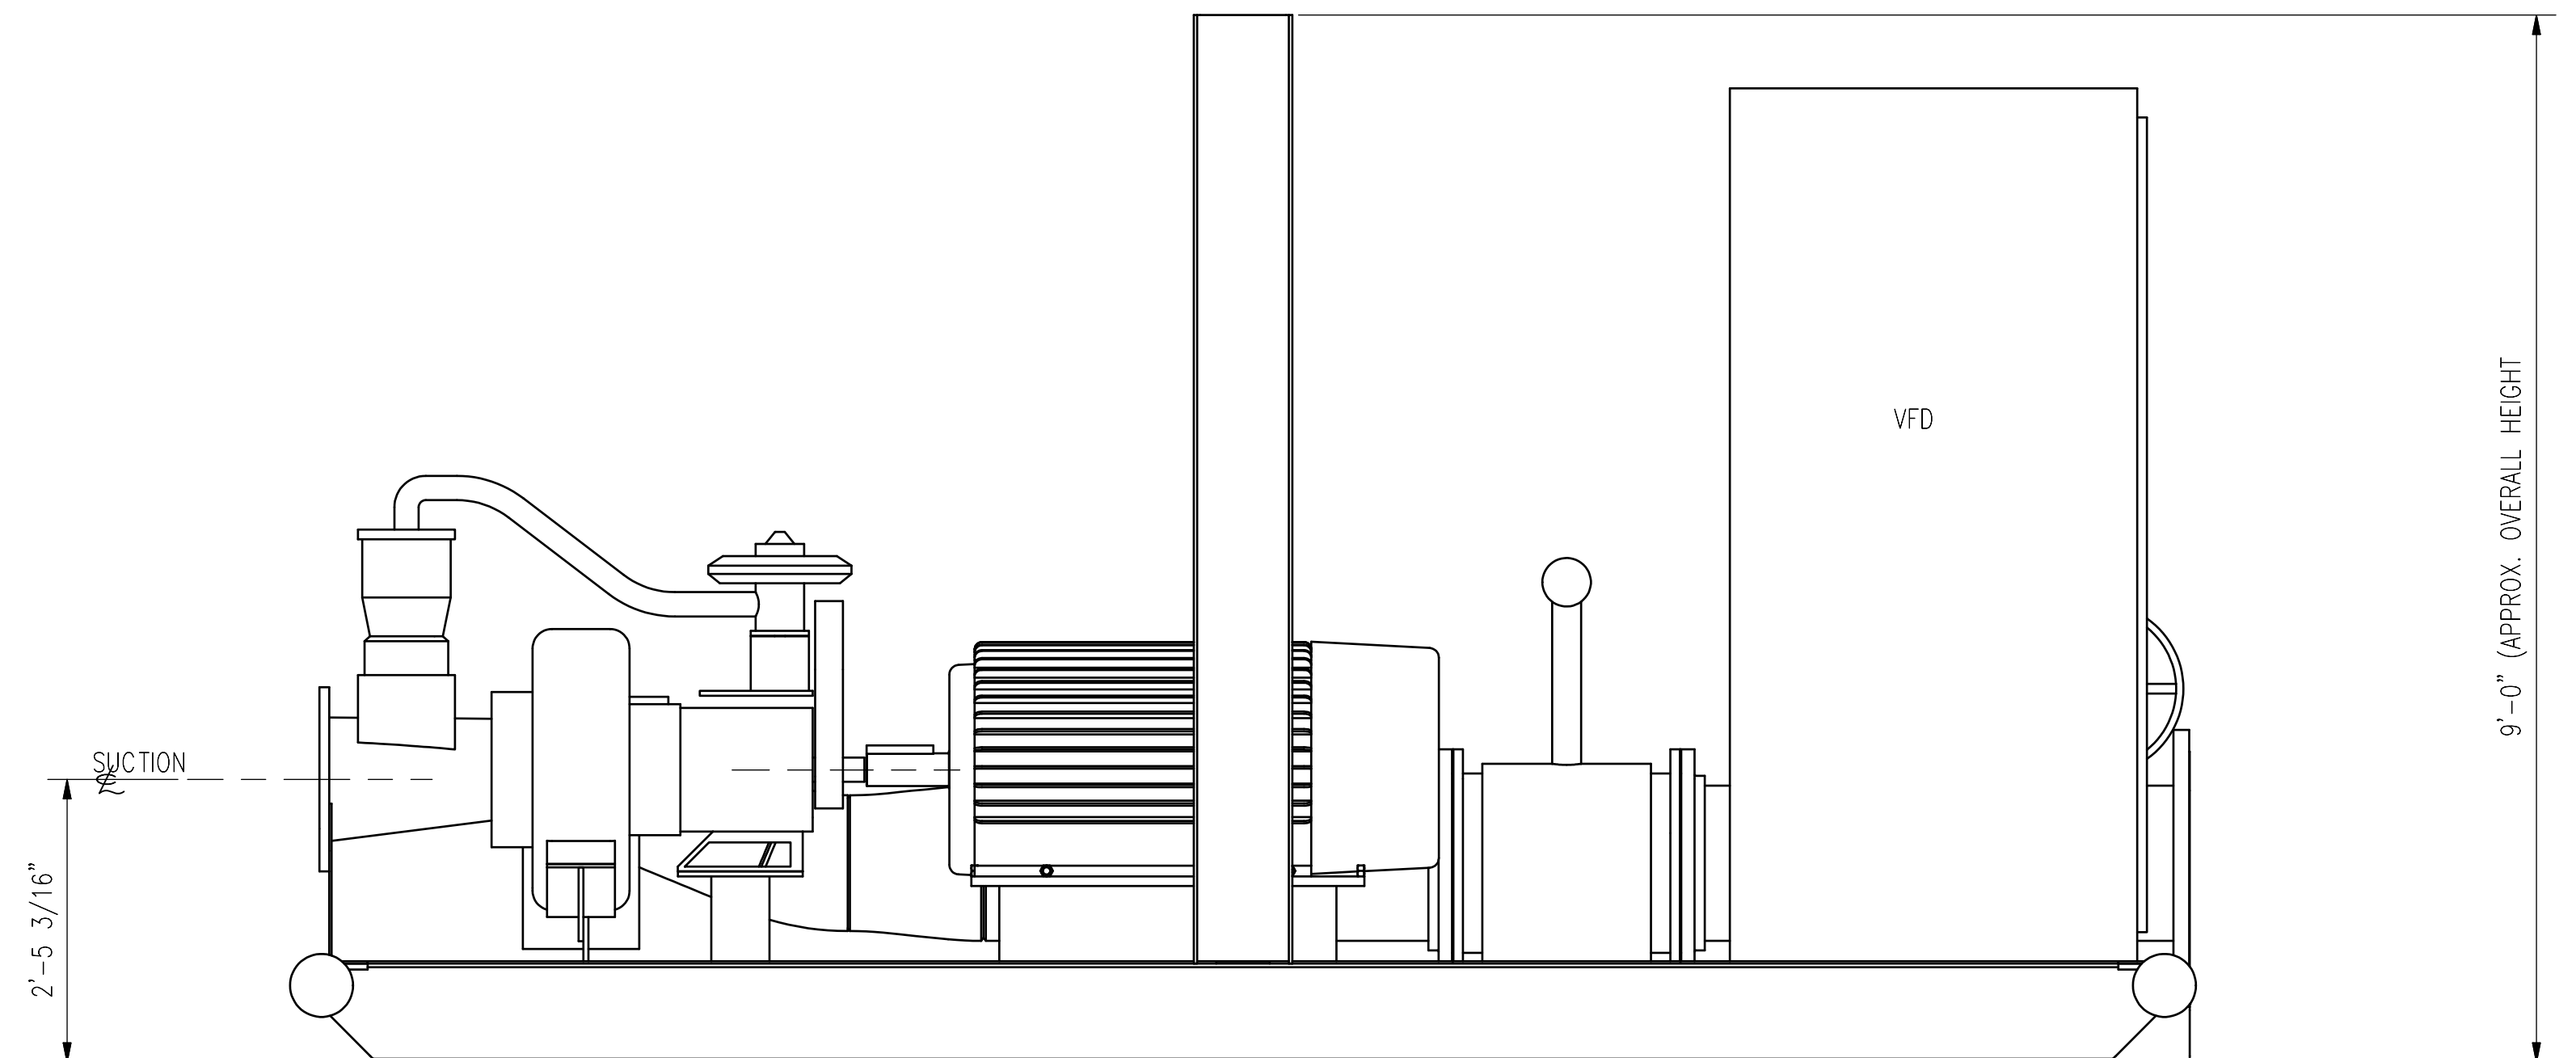 VFD
9'-0" (APPROX. OVERALL HEIGHT
SUCTION
℄
2'-5 3/16"